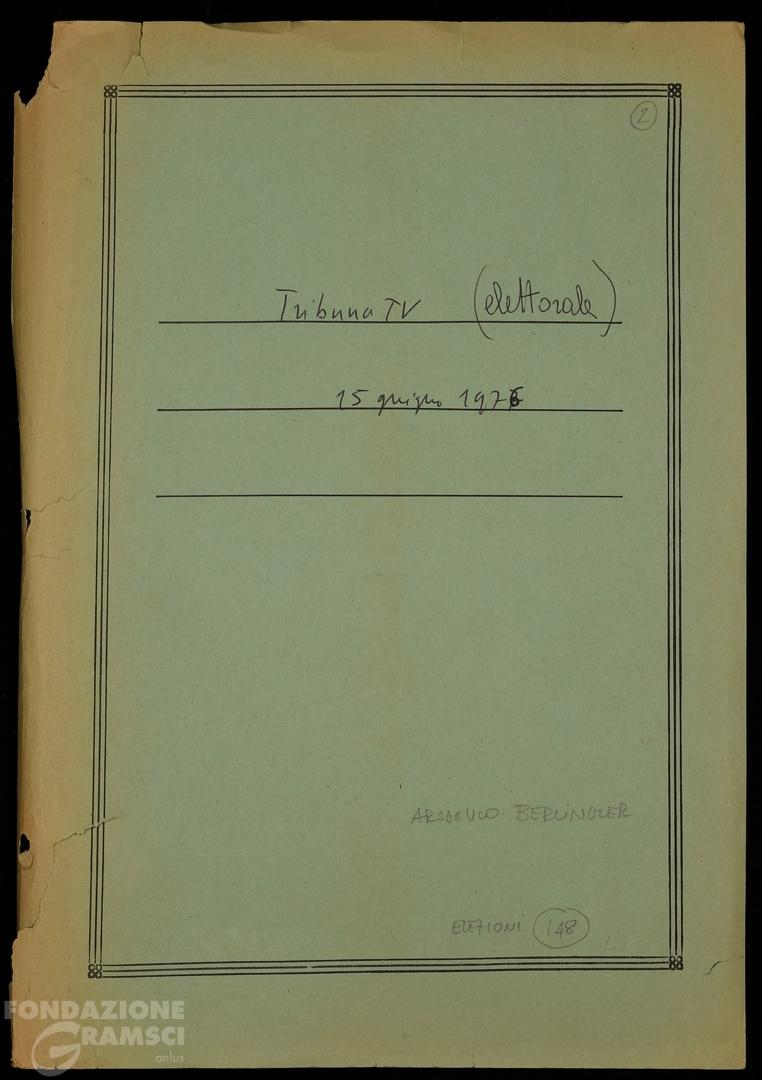 2
Tribuna TV (elettorale)
15 giugno 1976
ARCHIVIO BERLINGUER
ELEZIONI 148
FONDAZIONE
GRAMSCI
onlus